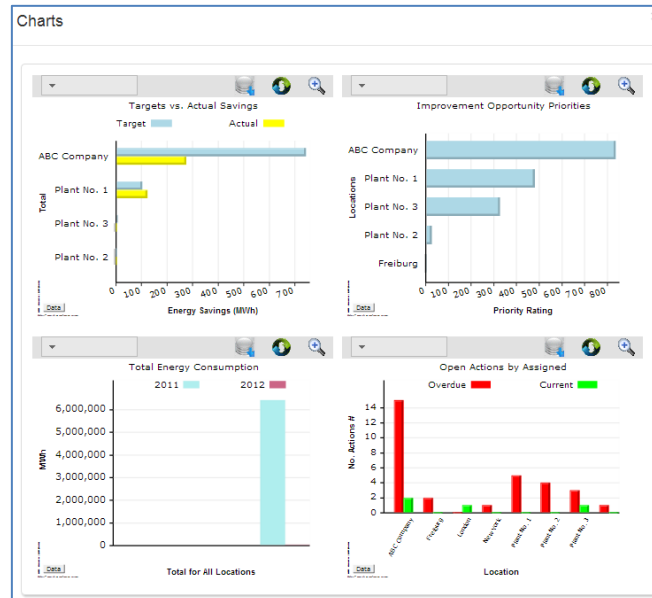 Charts
Targets vs. Actual Savings
Target
Actual
Total
ABC Company
Plant No. 1
Plant No. 3
Plant No. 2
0 100 200 300 400 500 600 700
Energy Savings (MWh)
Data
Improvement Opportunity Priorities
Locations
ABC Company
Plant No. 1
Plant No. 3
Plant No. 2
Freiburg
0 100 200 300 400 500 600 700 800
Priority Rating
Data
Total Energy Consumption
2011
2012
MWh
6,000,000
5,000,000
4,000,000
3,000,000
2,000,000
1,000,000
0
Total for All Locations
Data
Open Actions by Assigned
Overdue
Current
No. Actions #
14
12
10
8
6
4
2
0
ABC Company
Freiburg
London
New York
Plant No. 1
Plant No. 2
Plant No. 3
Location
Data